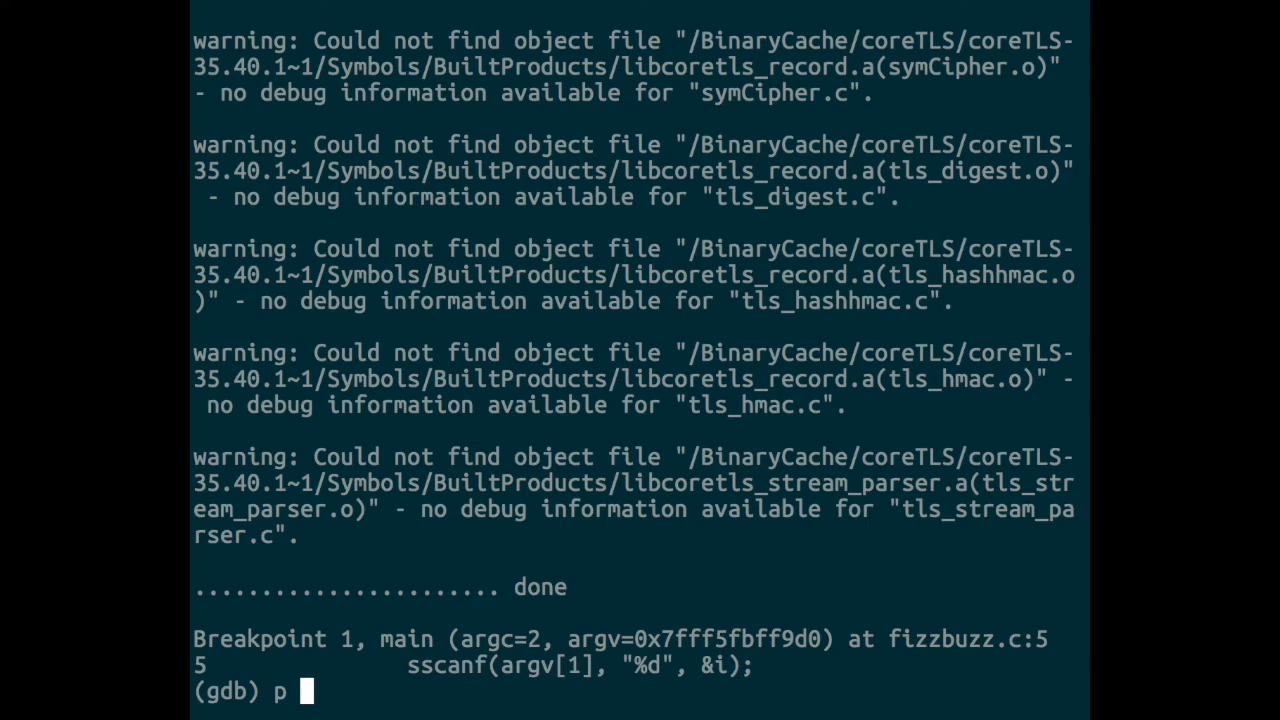 warning: Could not find object file "/BinaryCache/coreTLS/coreTLS-
35.40.1~1/Symbols/BuiltProducts/libcoretls_record.a(symCipher.o)"
- no debug information available for "symCipher.c".
warning: Could not find object file "/BinaryCache/coreTLS/coreTLS-
35.40.1~1/Symbols/BuiltProducts/libcoretls_record.a(tls_digest.o)"
- no debug information available for "tls_digest.c".
warning: Could not find object file "/BinaryCache/coreTLS/coreTLS-
35.40.1~1/Symbols/BuiltProducts/libcoretls_record.a(tls_hashhmac.o
)" - no debug information available for "tls_hashhmac.c".
warning: Could not find object file "/BinaryCache/coreTLS/coreTLS-
35.40.1~1/Symbols/BuiltProducts/libcoretls_record.a(tls_hmac.o)" -
no debug information available for "tls_hmac.c".
warning: Could not find object file "/BinaryCache/coreTLS/coreTLS-
35.40.1~1/Symbols/BuiltProducts/libcoretls_stream_parser.a(tls_str
eam_parser.o)" - no debug information available for "tls_stream_pa
rser.c".
....................... done
Breakpoint 1, main (argc=2, argv=0x7fff5fbff9d0) at fizzbuzz.c:5
5               sscanf(argv[1], "%d", &i);
(gdb) p